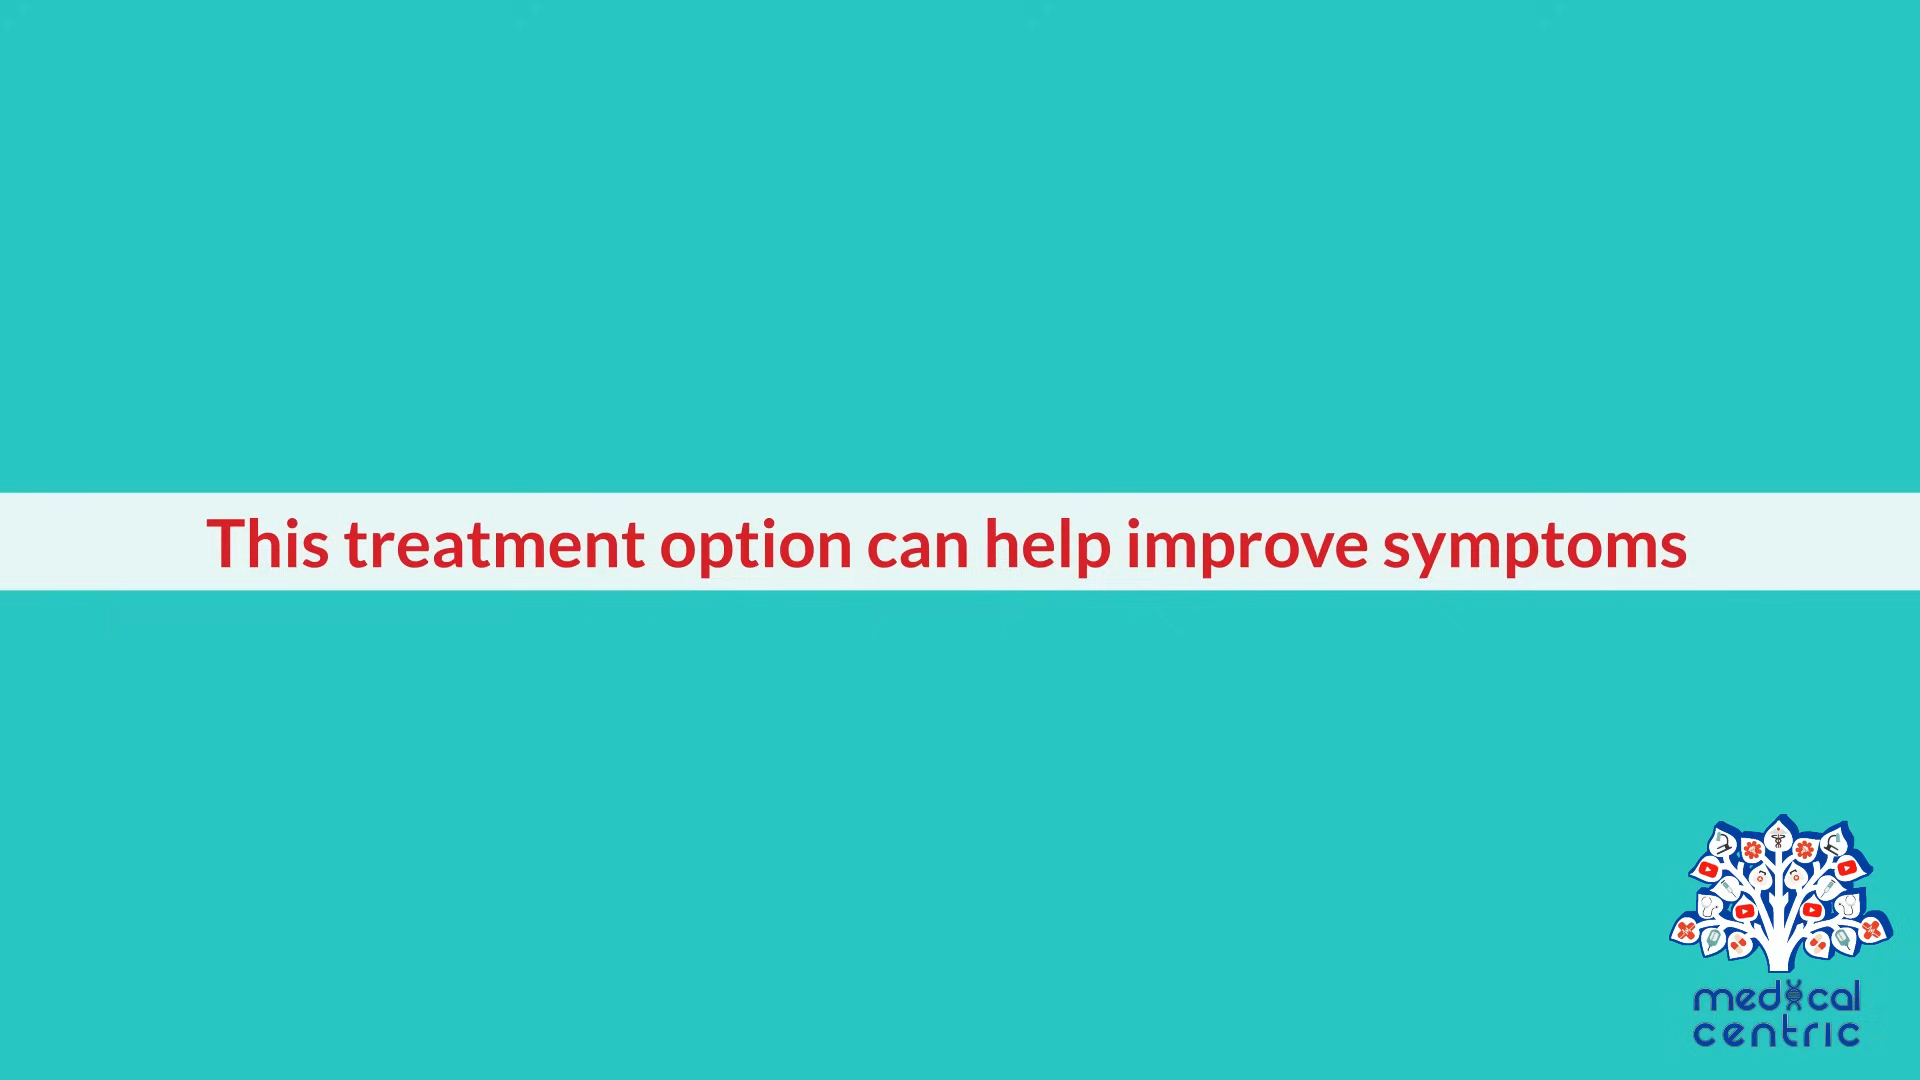 This treatment option can help improve symptoms
medical
centric